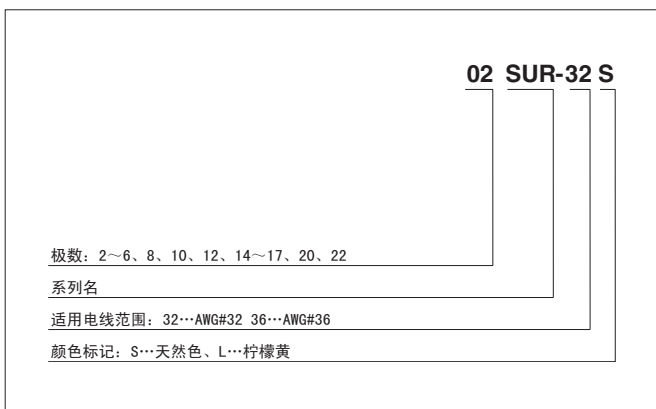 02 SUR-32 S
极数：2～6、8、10、12、14～17、20、22
系列名
适用电线范围：32…AWG#32 36…AWG#36
颜色标记：S…天然色、L…柠檬黄